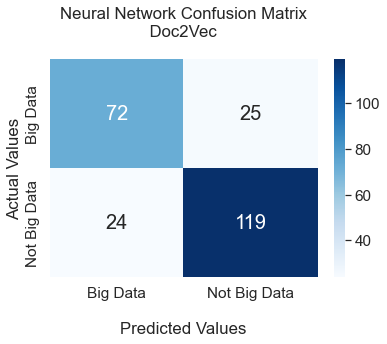 Neural Network Confusion Matrix
Doc2Vec
Actual Values
Big Data
72
25
Not Big Data
24
119
Big Data
Not Big Data
Predicted Values
100
80
60
40